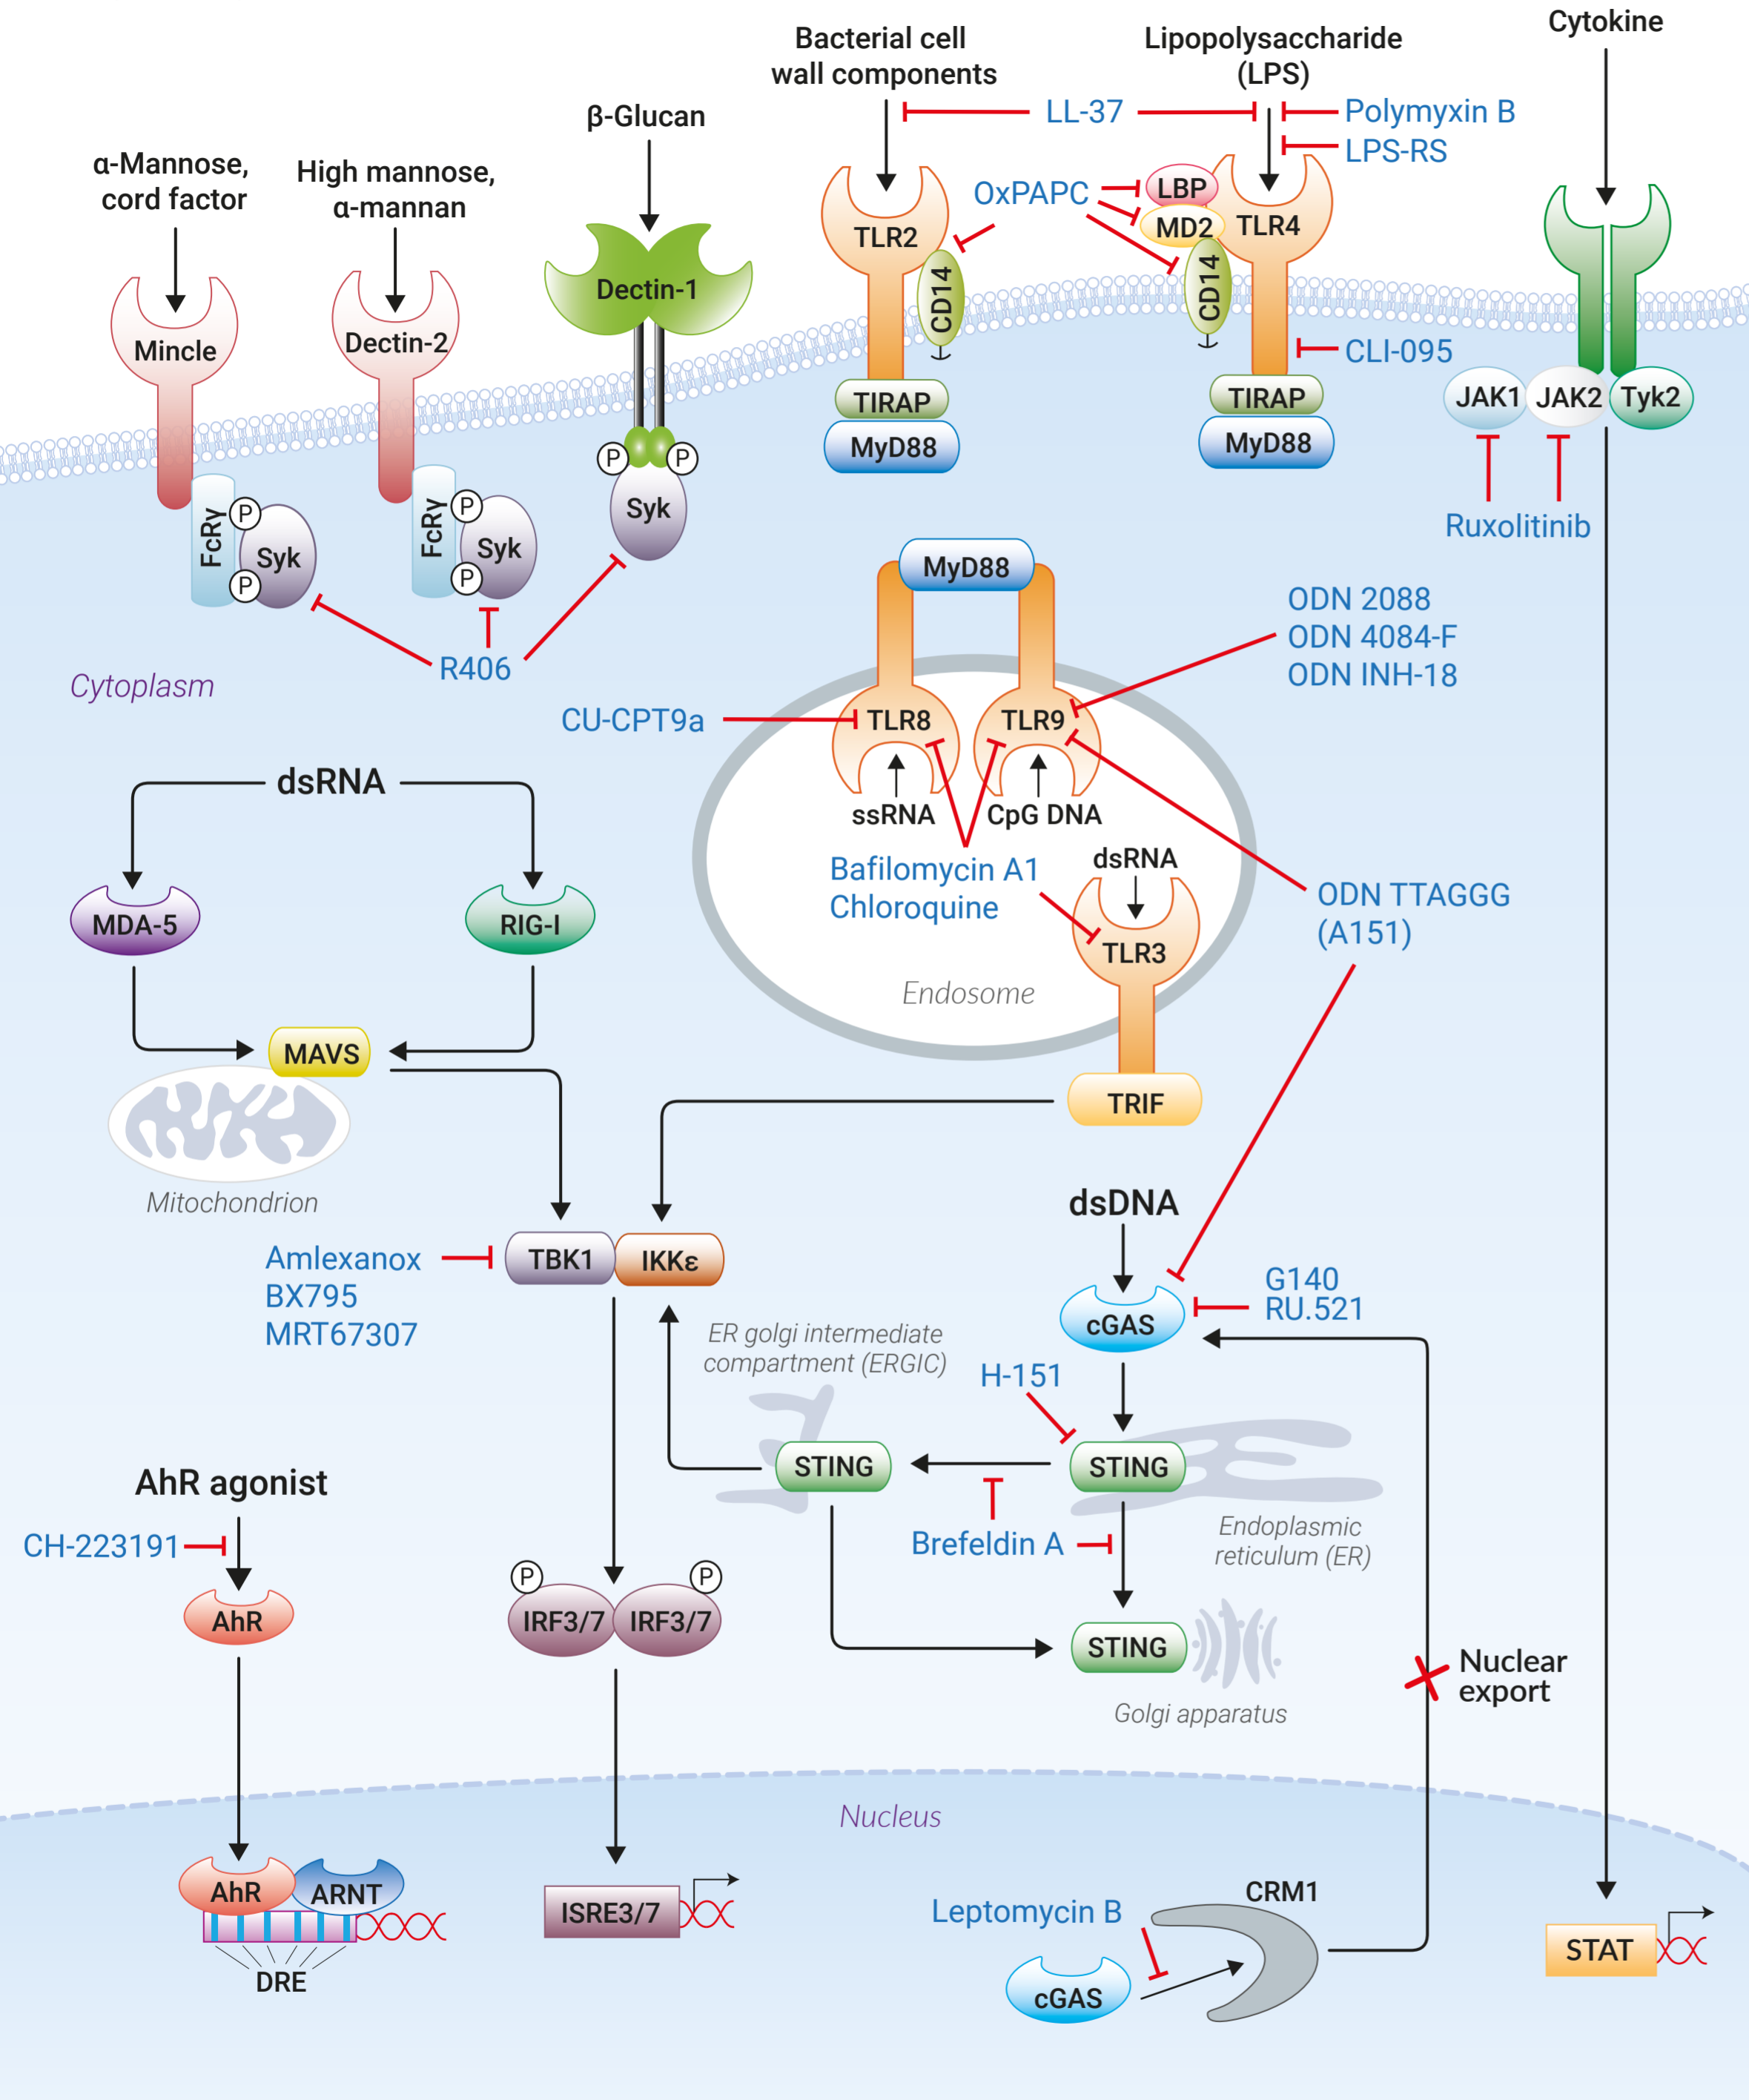 Bacterial cell
wall components
Lipopolysaccharide
(LPS)
Cytokine
β-Glucan
LL-37
Polymyxin B
LPS-RS
α-Mannose,
cord factor
High mannose,
α-mannan
OxPAPC
LBP
MD2
TLR2
TLR4
CD14
CD14
Dectin-1
Mincle
Dectin-2
CLI-095
TIRAP
MyD88
TIRAP
MyD88
JAK1
JAK2
Tyk2
Ruxolitinib
P
P
Syk
FcRγ
P
P
Syk
FcRγ
P
P
Syk
R406
Cytoplasm
MyD88
ODN 2088
ODN 4084-F
ODN INH-18
CU-CPT9a
TLR8
TLR9
ssRNA
CpG DNA
Bafilomycin A1
Chloroquine
dsRNA
TLR3
Endosome
ODN TTAGGG
(A151)
dsRNA
MDA-5
RIG-I
MAVS
Mitochondrion
TRIF
dsDNA
Amlexanox
BX795
MRT67307
TBK1
IKKε
G140
RU.521
cGAS
ER golgi intermediate
compartment (ERGIC)
H-151
STING
STING
Brefeldin A
Endoplasmic
reticulum (ER)
AhR agonist
CH-223191
AhR
P
P
IRF3/7
IRF3/7
STING
Golgi apparatus
Nuclear
export
Nucleus
AhR
ARNT
DRE
ISRE3/7
Leptomycin B
CRM1
cGAS
STAT